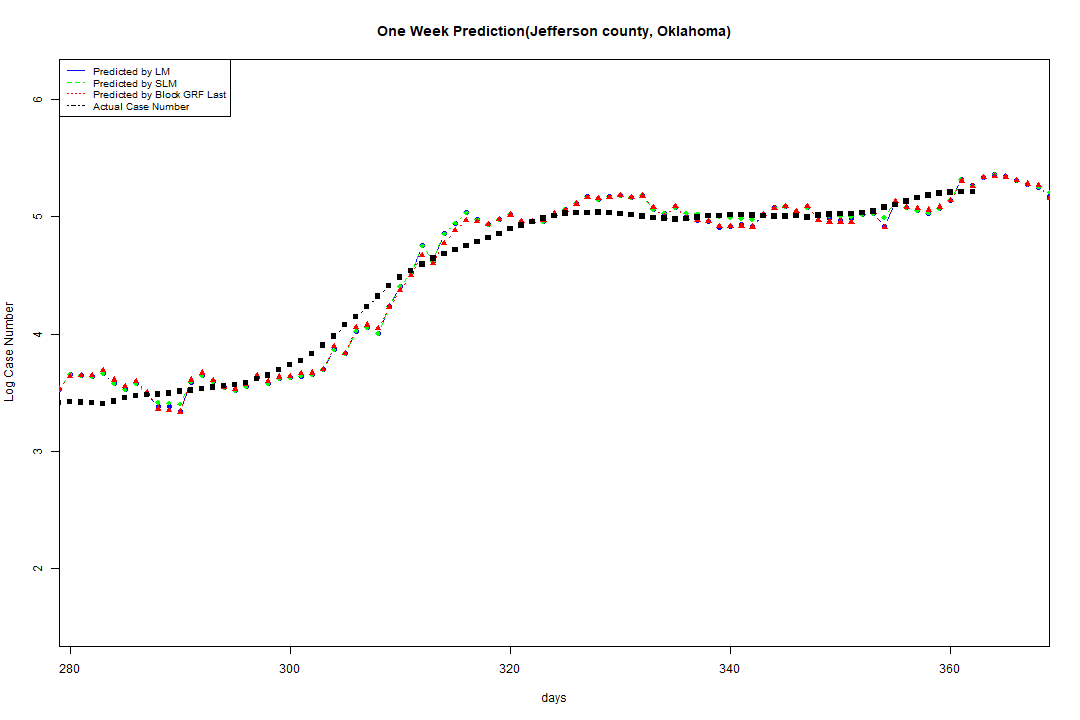 One Week Prediction(Jefferson county, Oklahoma)
Predicted by LM
Predicted by SLM
Predicted by Block GRF Last
Actual Case Number
6
5
4
3
2
Log Case Number
280 300 320 340 360
days